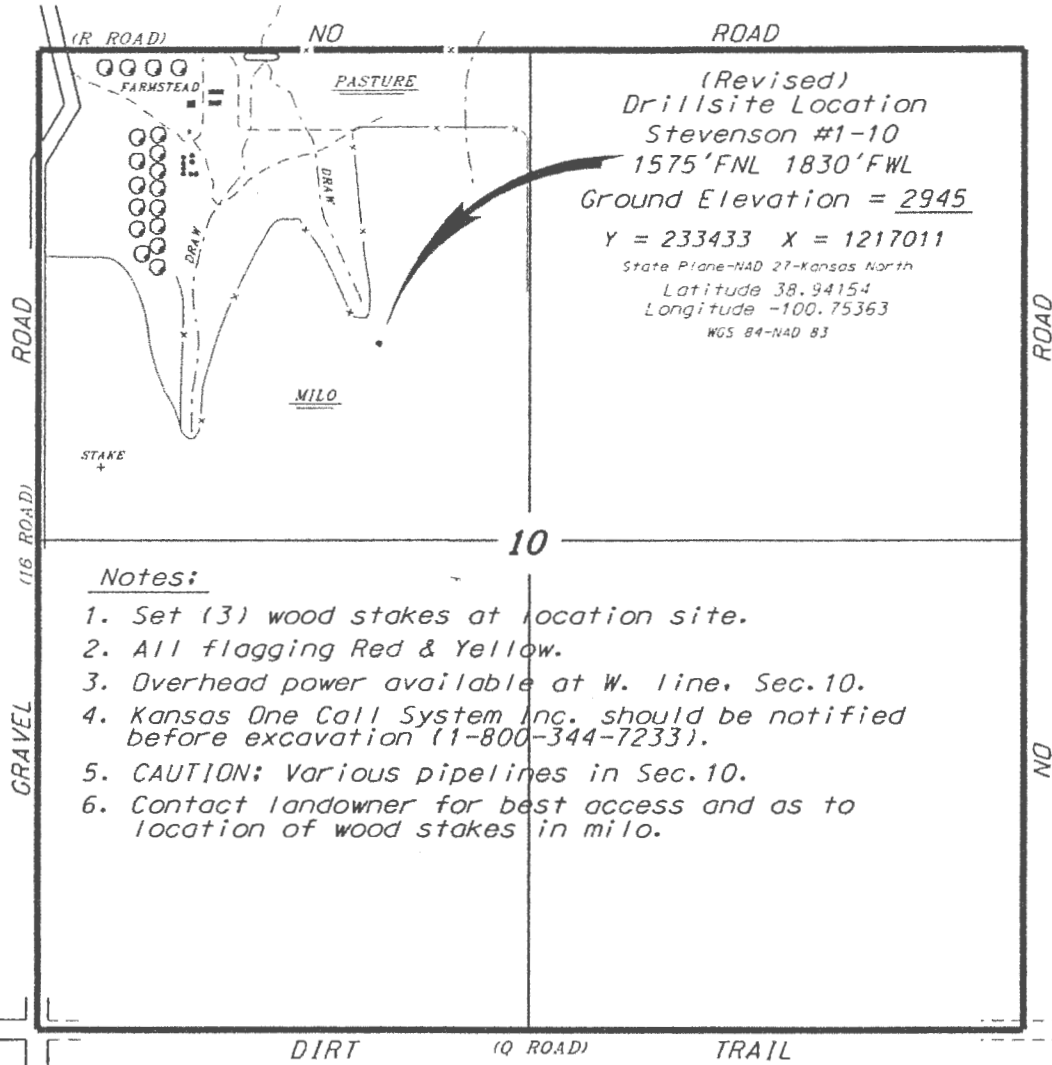 (R ROAD)
NO
ROAD
FARMSTEAD
PASTURE
(Revised)
Drillsite Location
Stevenson #1-10
1575'FNL 1830'FWL
Ground Elevation = 2945
Y = 233433 X = 1217011
State Plane-NAD 27-Kansas North
Latitude 38.94154
Longitude -100.75363
WGS 84-NAD 83
DRAW
DRAW
MILO
STAKE
ROAD
(16 ROAD)
GRAVEL
ROAD
NO
10
Notes:
1. Set (3) wood stakes at location site.
2. All flagging Red & Yellow.
3. Overhead power available at W. line, Sec.10.
4. Kansas One Call System Inc. should be notified
before excavation (1-800-344-7233).
5. CAUTION: Various pipelines in Sec.10.
6. Contact landowner for best access and as to
location of wood stakes in milo.
DIRT
(Q ROAD)
TRAIL